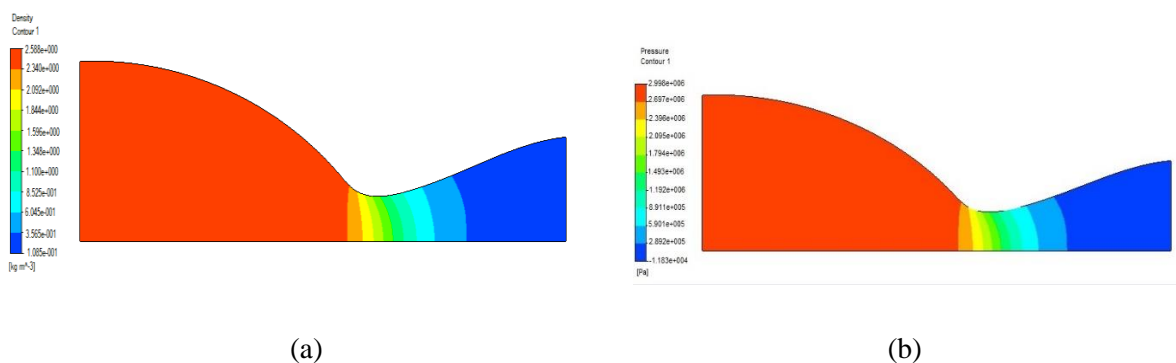 Density
Contour 1
2.588e+000
2.340e+000
2.092e+000
1.844e+000
1.596e+000
1.348e+000
1.100e+000
8.525e-001
6.045e-001
3.565e-001
1.085e-001
[kg m^-3]
(a)
Pressure
Contour 1
2.998e+006
2.697e+006
2.396e+006
2.095e+006
1.794e+006
1.493e+006
1.192e+006
8.911e+005
5.901e+005
2.892e+005
-1.183e+004
[Pa]
(b)